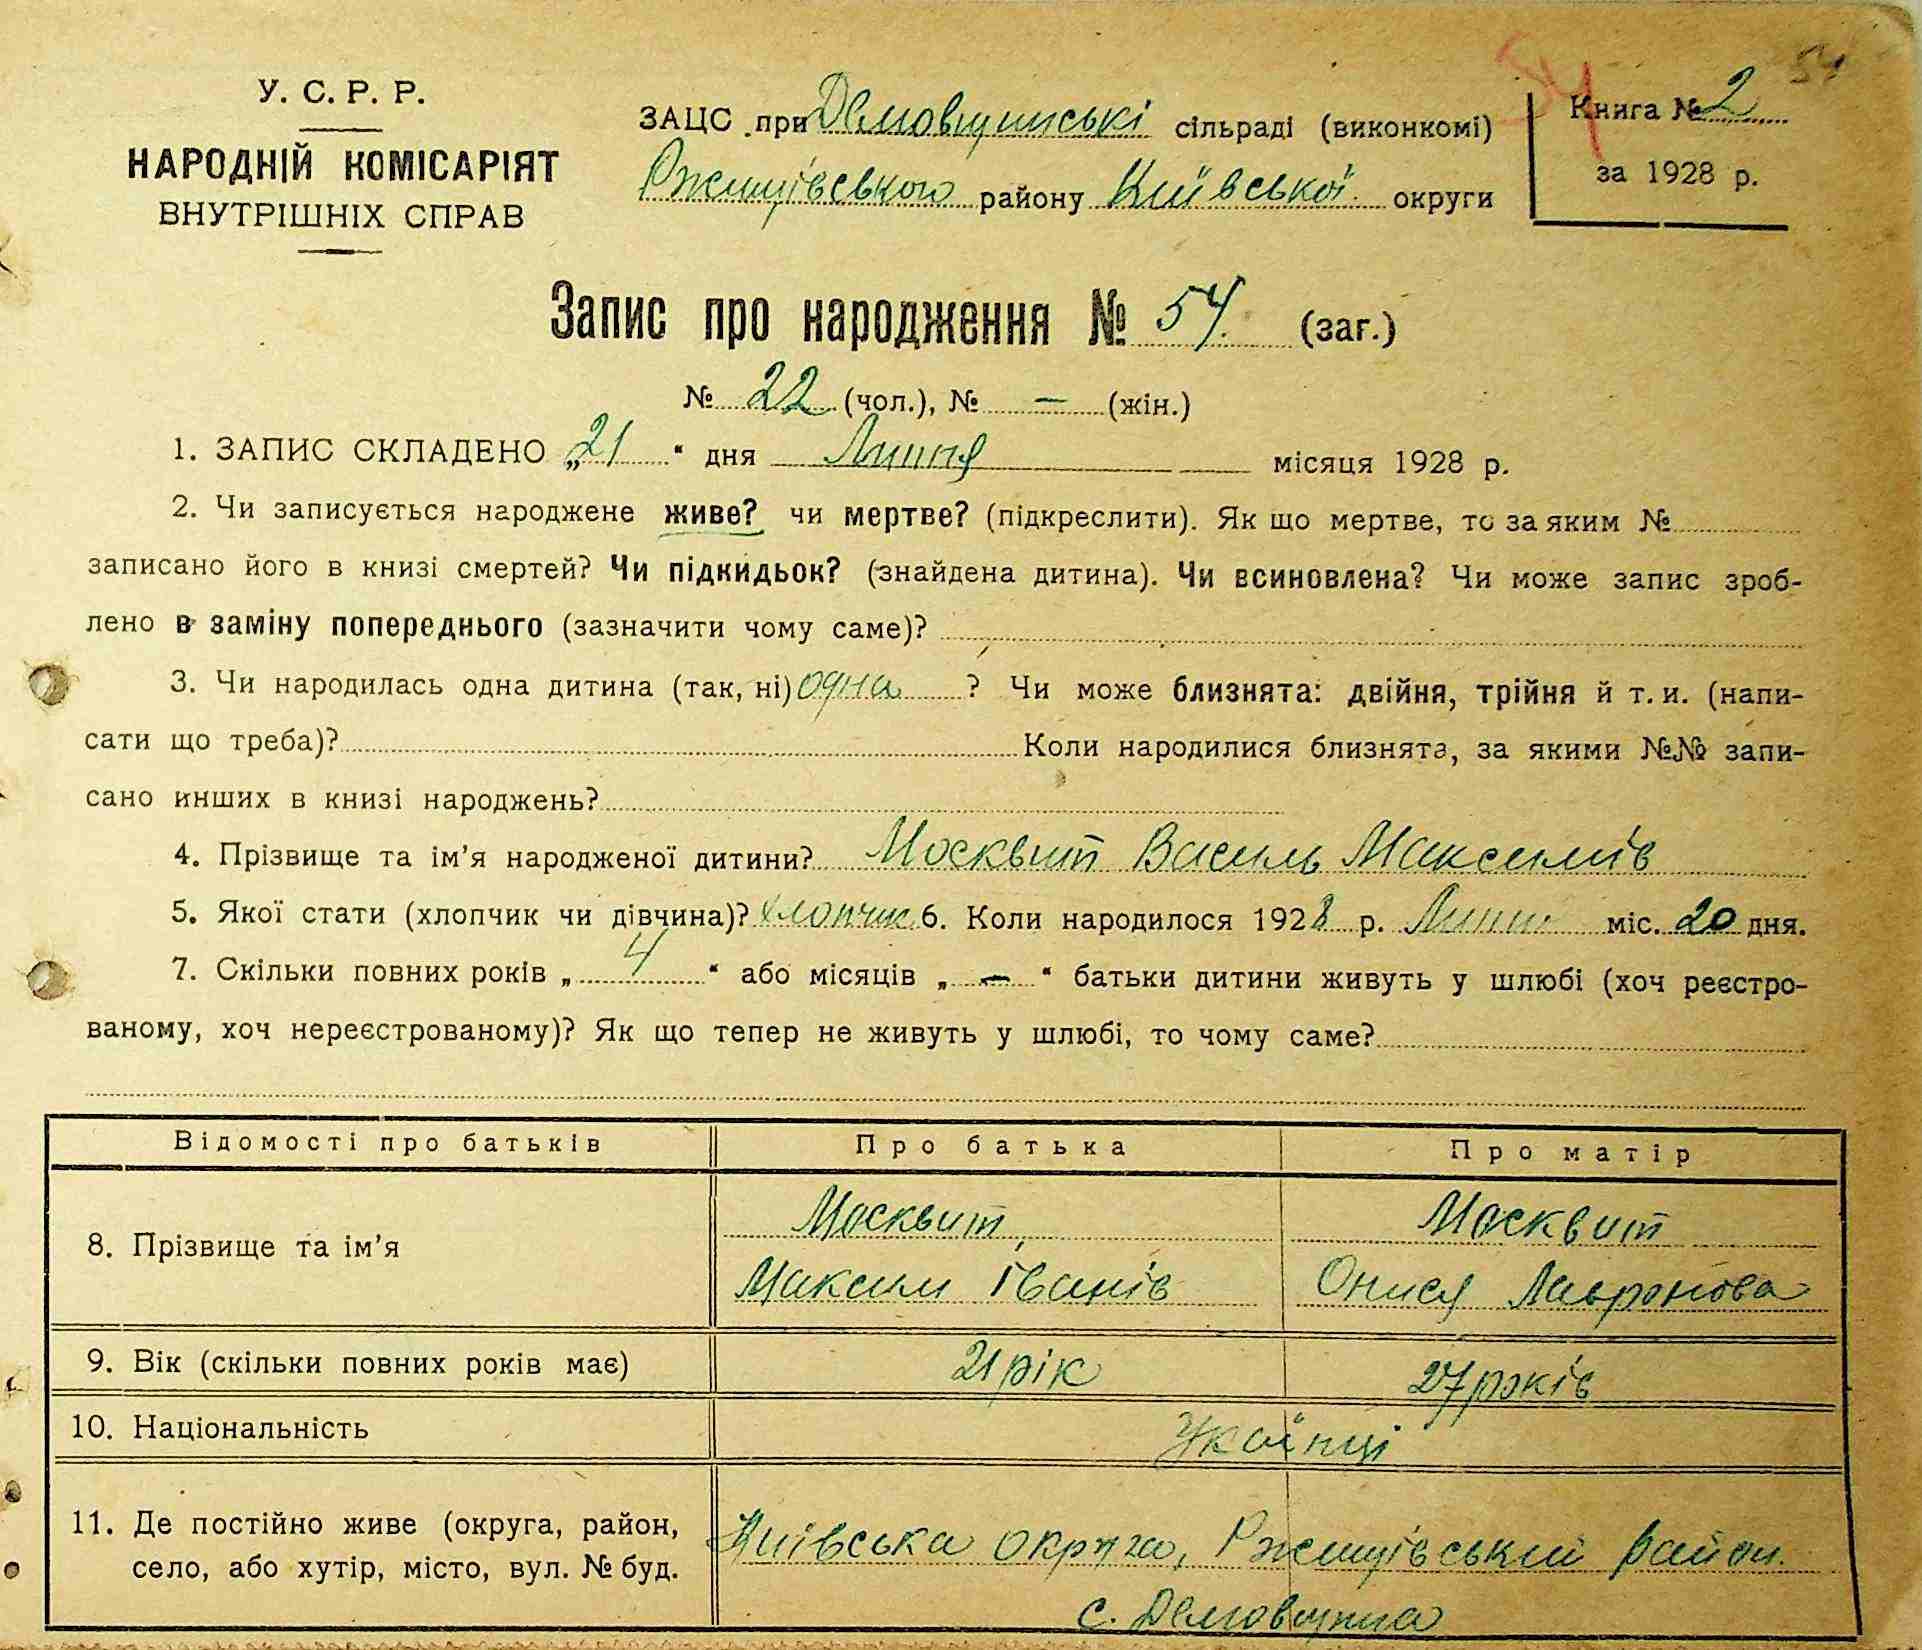 54
У. С. Р. Р.
НАРОДНІЙ КОМІСАРІЯТ
ВНУТРІШНІХ СПРАВ
ЗАЦС при Демовщинські сільраді (виконкомі)
Ржищівського району Київської округи
54
Книга № 2
за 1928 р.
Запис про народження № 54. (заг.)
№ 22 (чол.), № — (жін.)
1. ЗАПИС СКЛАДЕНО „21“ дня Липня місяця 1928 р.
2. Чи записується народжене живе? чи мертве? (підкреслити). Як що мертве, то за яким №
записано його в книзі смертей? Чи підкидьок? (знайдена дитина). Чи всиновлена? Чи може запис зроб-
лено в заміну попереднього (зазначити чому саме)?
3. Чи народилась одна дитина (так, ні) одна ? Чи може близнята: двійня, трійня й т. и. (напи-
сати що треба)? Коли народилися близнята, за якими №№ запи-
сано инших в книзі народжень?
4. Прізвище та ім’я народженої дитини? Москвит Василь Максимів
5. Якої стати (хлопчик чи дівчина)? хлопчик 6. Коли народилося 1928 р. Липня міс. 20 дня.
7. Скільки повних років „ 4 “ або місяців „ — “ батьки дитини живуть у шлюбі (хоч реєстро-
ваному, хоч нереєстрованому)? Як що тепер не живуть у шлюбі, то чому саме?
Відомості про батьків Про батька Про матір
8. Прізвище та ім’я Москвит Москвит
Максим Іванів Онися Лавронова
9. Вік (скільки повних років має) 21 рік 27 років
10. Національність Укаїнці
11. Де постійно живе (округа, район,
село, або хутір, місто, вул. № буд.
Київська округа, Ржищівський район.
с. Демовщина